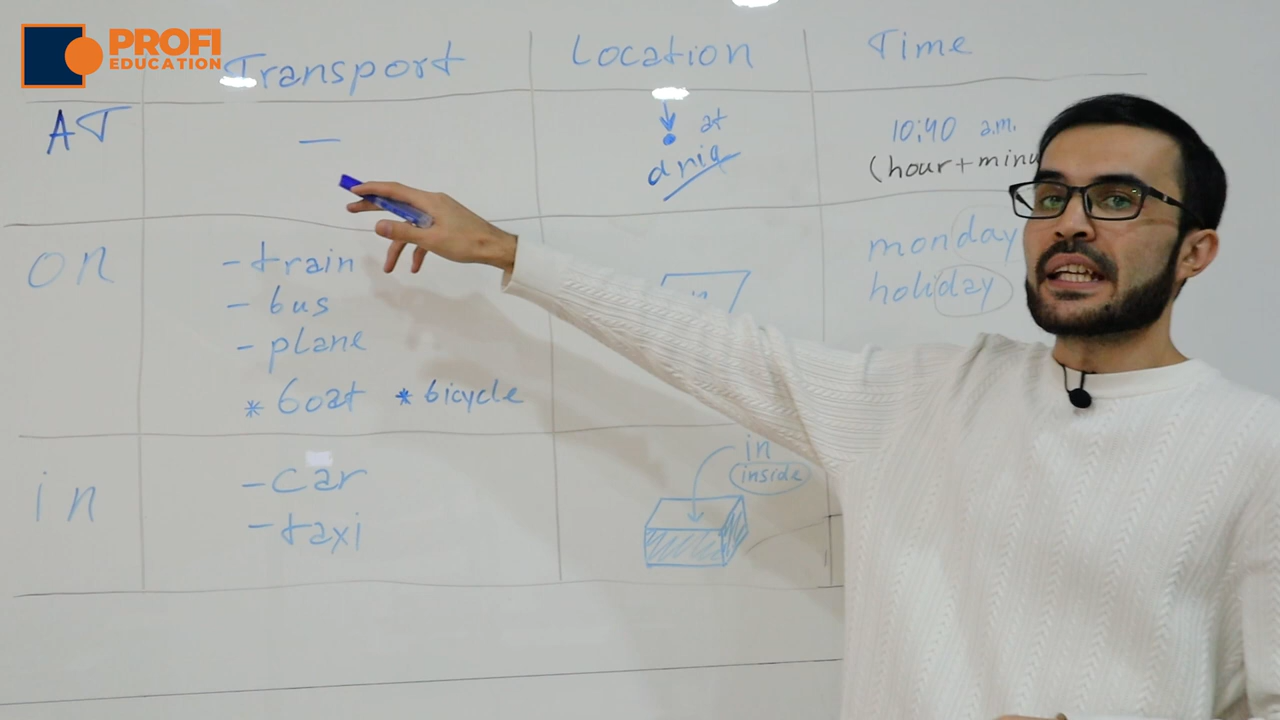 PROFI
EDUCATION
Transport
Location
Time
AT
—
at
aniq
10:40 a.m.
(hour+minu
on
- train
- bus
- plane
* boat * bicycle
monday
holiday
in
- car
- taxi
in
inside